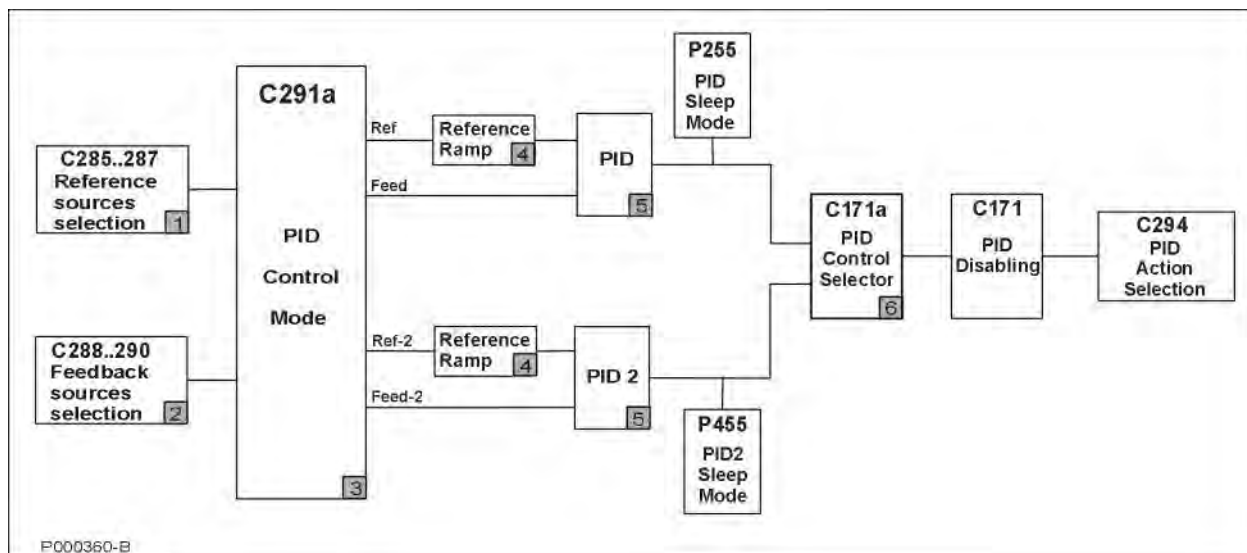 C285..287
Reference
sources
selection
1
C288..290
Feedback
sources
selection
2
C291a
PID
Control
Mode
3
Ref
Reference
Ramp
4
Feed
PID
5
P255
PID
Sleep
Mode
Ref-2
Reference
Ramp
4
Feed-2
PID 2
5
P455
PID2
Sleep
Mode
C171a
PID
Control
Selector
6
C171
PID
Disabling
C294
PID
Action
Selection
P000360-B